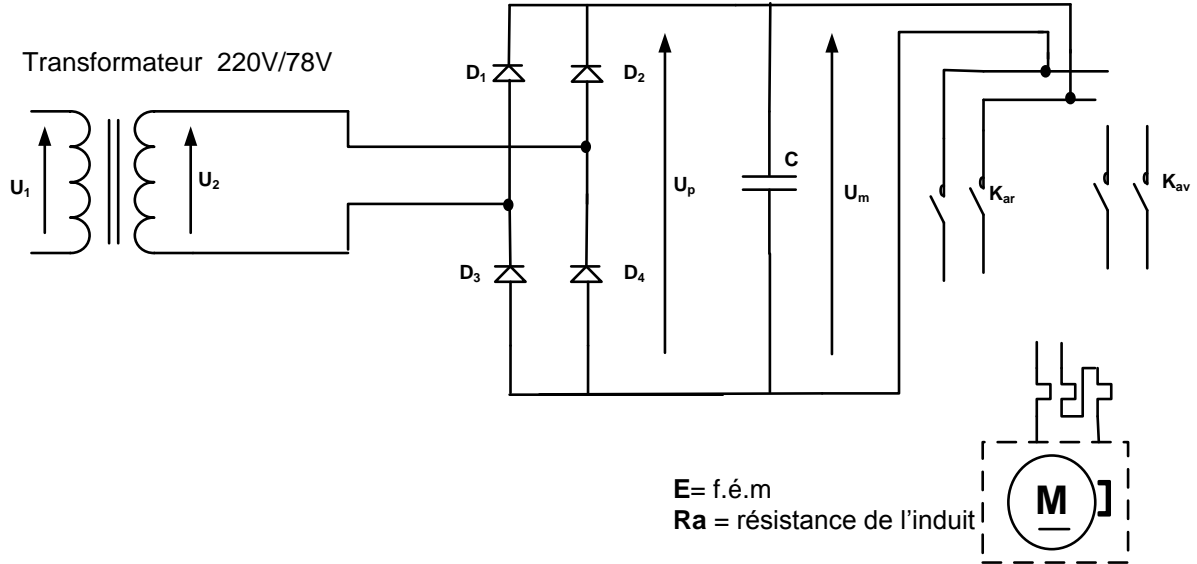 Transformateur 220V/78V
U₁
U₂
D₁
D₂
D₃
D₄
Uₚ
C
Uₘ
Kₐᵣ
Kₐᵥ
M
E= f.é.m
Ra = résistance de l'induit